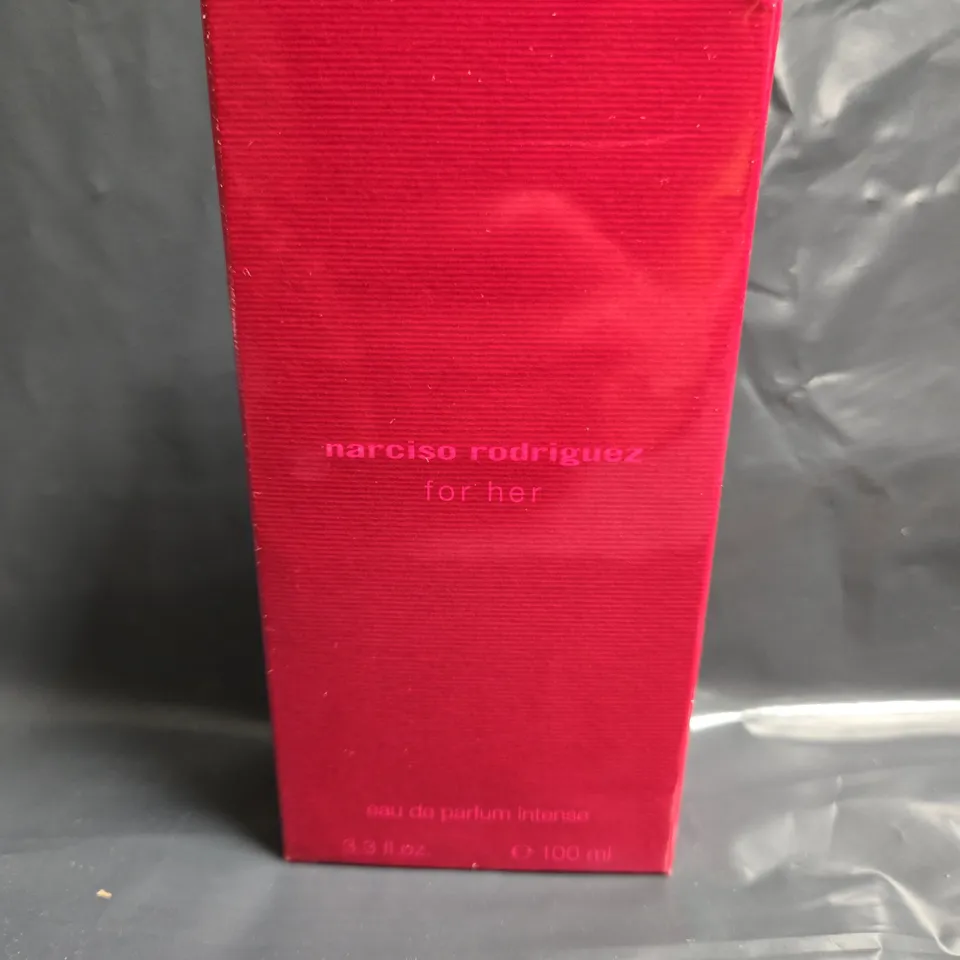 narciso rodriguez
for her
eau de parfum intense
3.3 fl.oz ℮ 100 ml